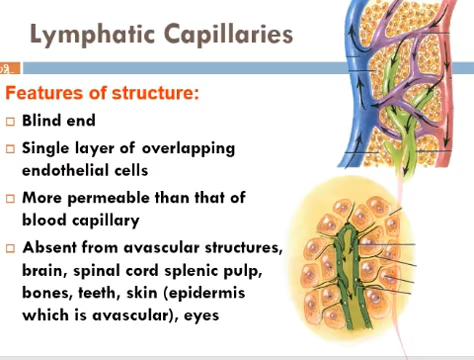 Lymphatic Capillaries
Features of structure:
Blind end
Single layer of overlapping
endothelial cells
More permeable than that of
blood capillary
Absent from avascular structures,
brain, spinal cord splenic pulp,
bones, teeth, skin (epidermis
which is avascular), eyes